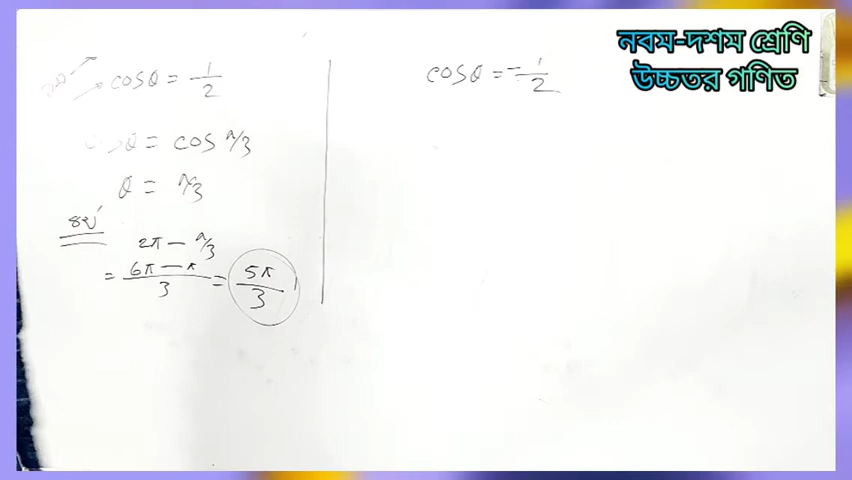 নবম-দশম শ্রেণি
উচ্চতর গণিত
১ম
cosθ = 1/2
cosθ = cos π/3
θ = π/3
৪র্থ
2π − π/3
= (6π − π)/3 = 5π/3
cosθ = −1/2